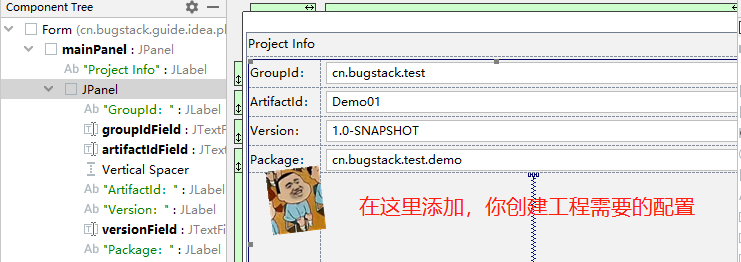 Component Tree
Form (cn.bugstack.guide.idea.pl
mainPanel : JPanel
Ab "Project Info" : JLabel
JPanel
Ab "GroupId: " : JLabel
groupIdField : JTextF
artifactIdField : JTextF
Vertical Spacer
Ab "ArtifactId: " : JLabel
Ab "Version: " : JLabel
versionField : JTextFi
Ab "Package: " : JLabel
Project Info
GroupId: cn.bugstack.test
ArtifactId: Demo01
Version: 1.0-SNAPSHOT
Package: cn.bugstack.test.demo
在这里添加，你创建工程需要的配置